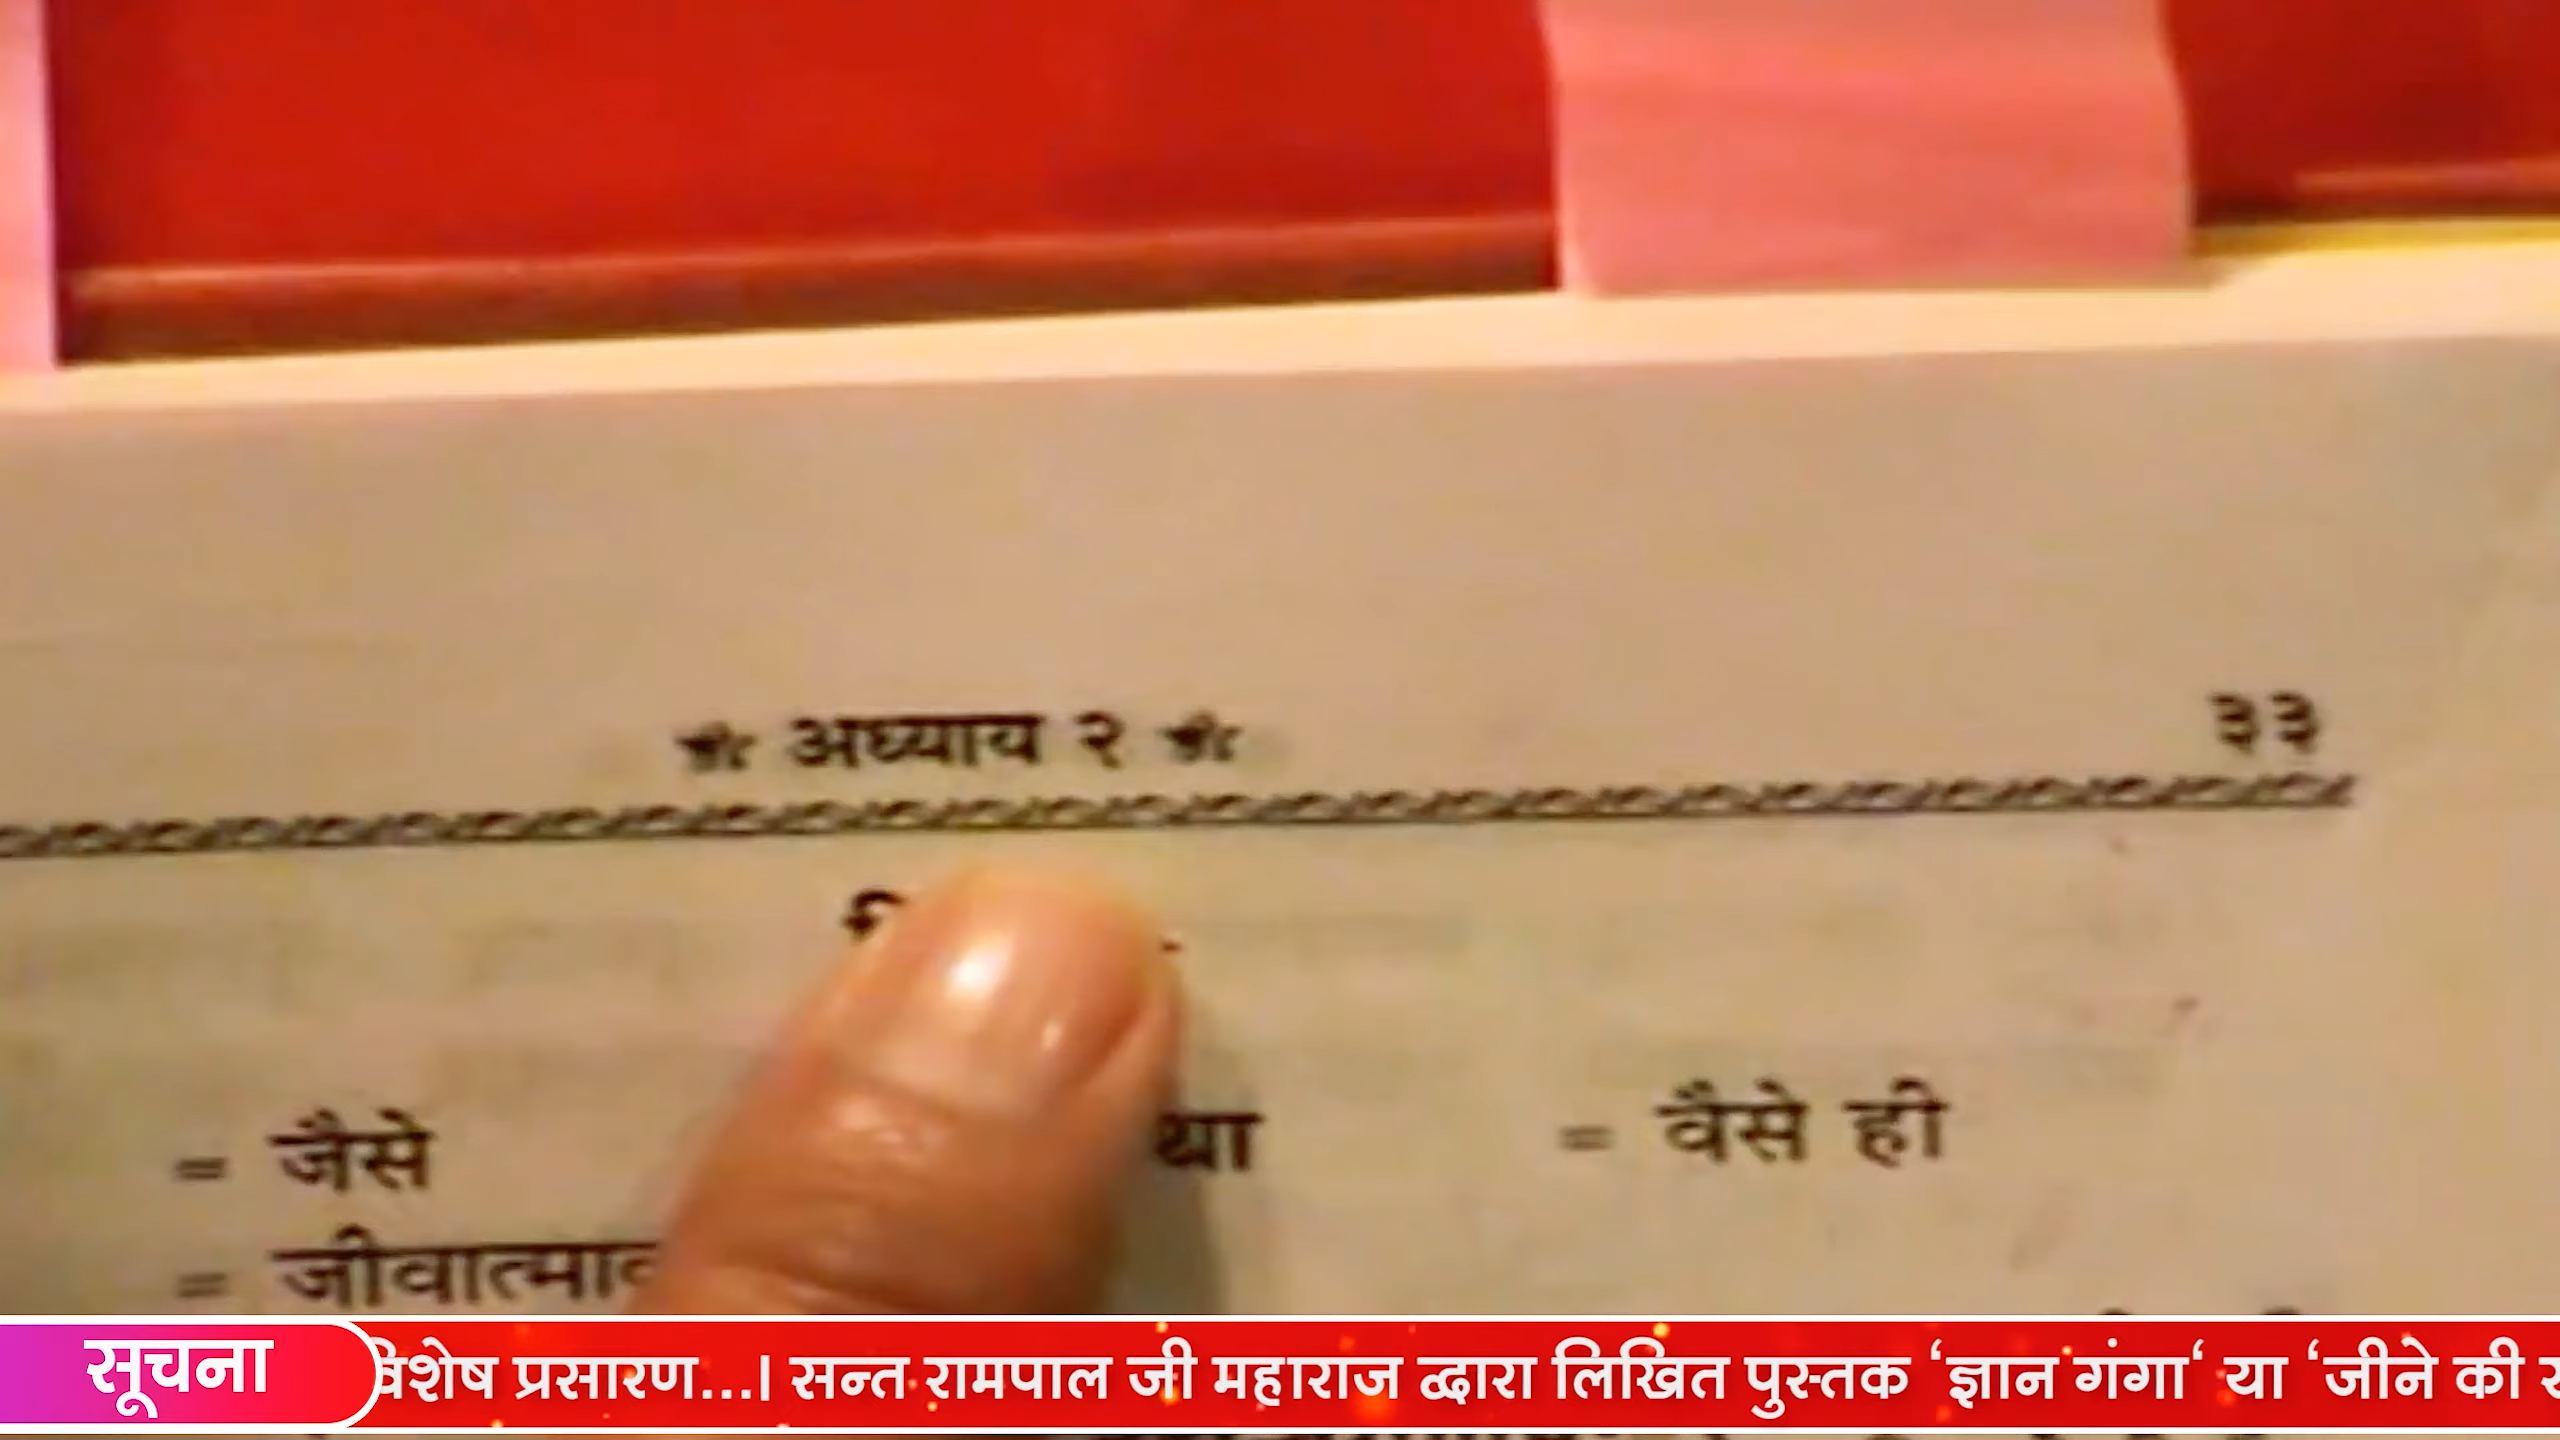 अध्याय २ ३३
= जैसे = वैसे ही
=
सूचना विशेष प्रसारण...। सन्त रामपाल जी महाराज द्वारा लिखित पुस्तक ‘ज्ञान गंगा‘ या ‘जीने की